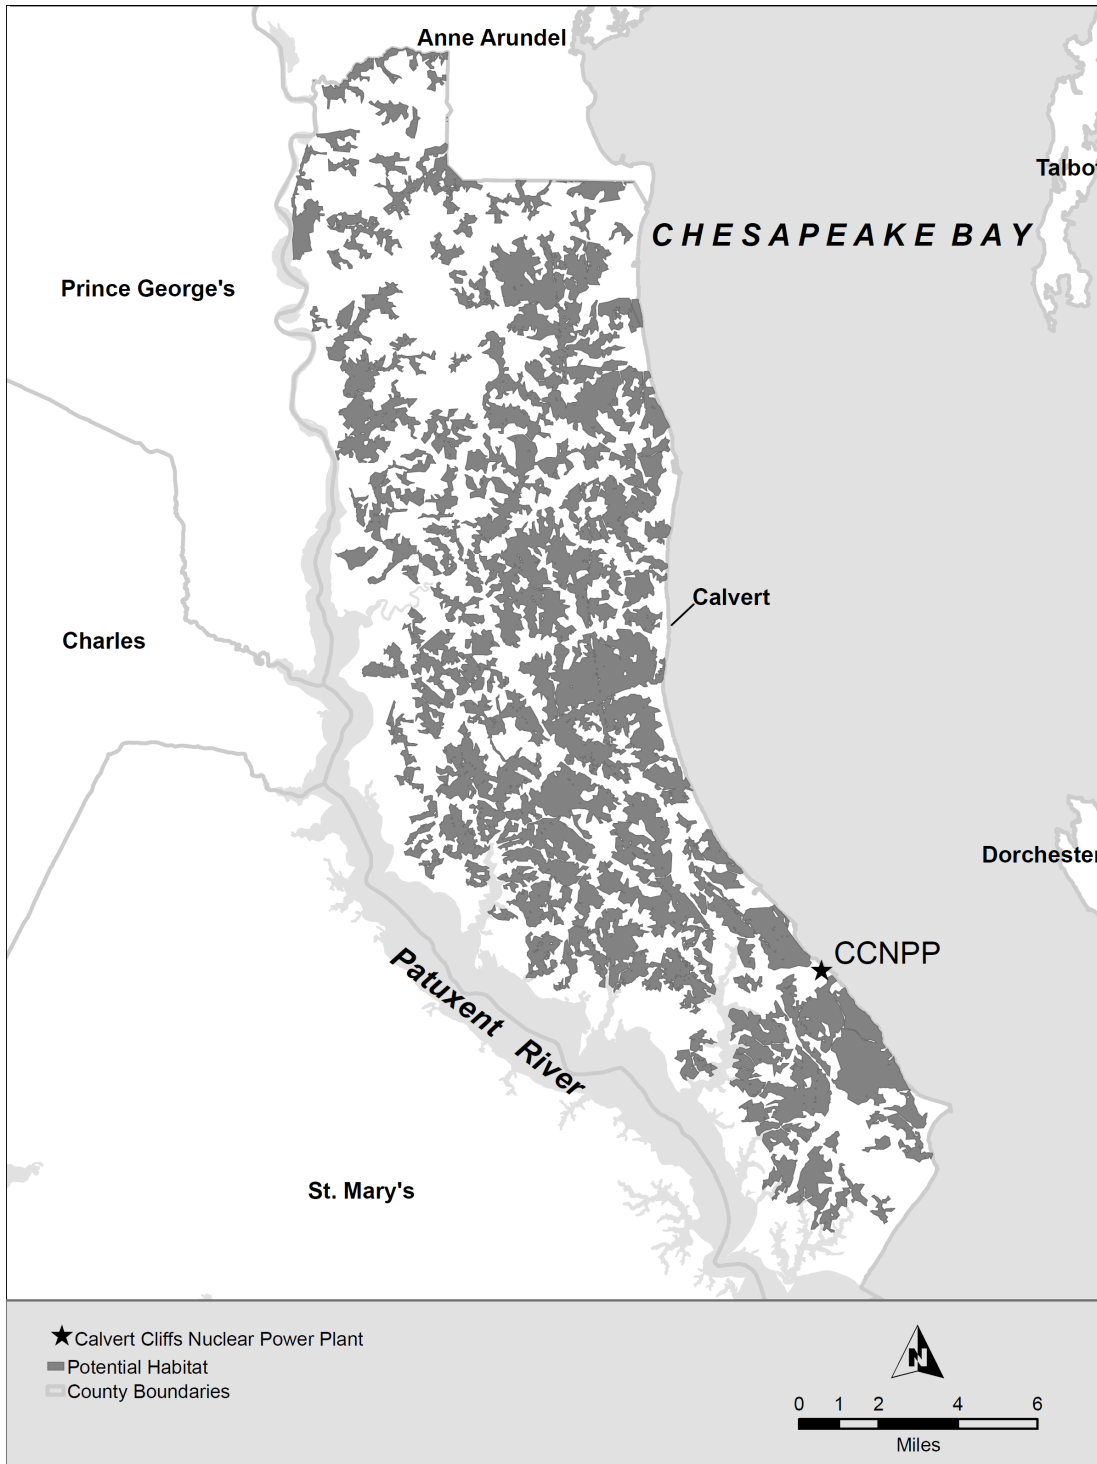 Anne Arundel
Talbot
CHESAPEAKE BAY
Prince George's
Calvert
Charles
Dorchester
CCNPP
Patuxent River
St. Mary's
Calvert Cliffs Nuclear Power Plant
Potential Habitat
County Boundaries
N
0 1 2 4 6
Miles